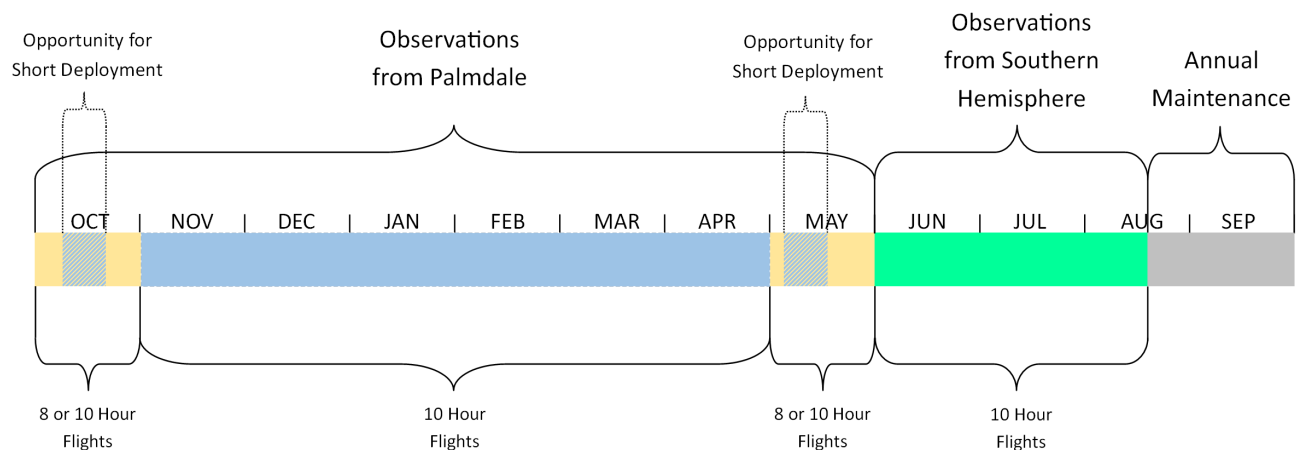 Opportunity for
Short Deployment
Observations
from Palmdale
Opportunity for
Short Deployment
Observations
from Southern
Hemisphere
Annual
Maintenance
OCT NOV DEC JAN FEB MAR APR MAY JUN JUL AUG SEP
8 or 10 Hour
Flights
10 Hour
Flights
8 or 10 Hour
Flights
10 Hour
Flights